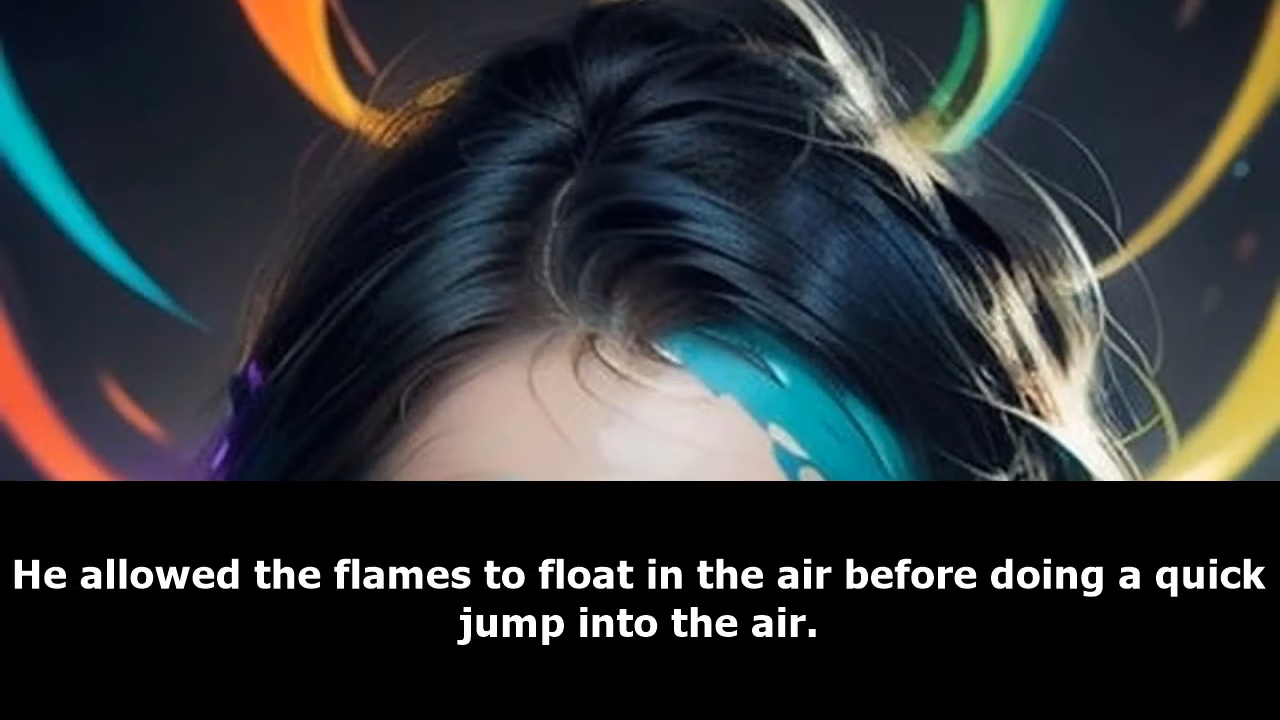 He allowed the flames to float in the air before doing a quick
jump into the air.